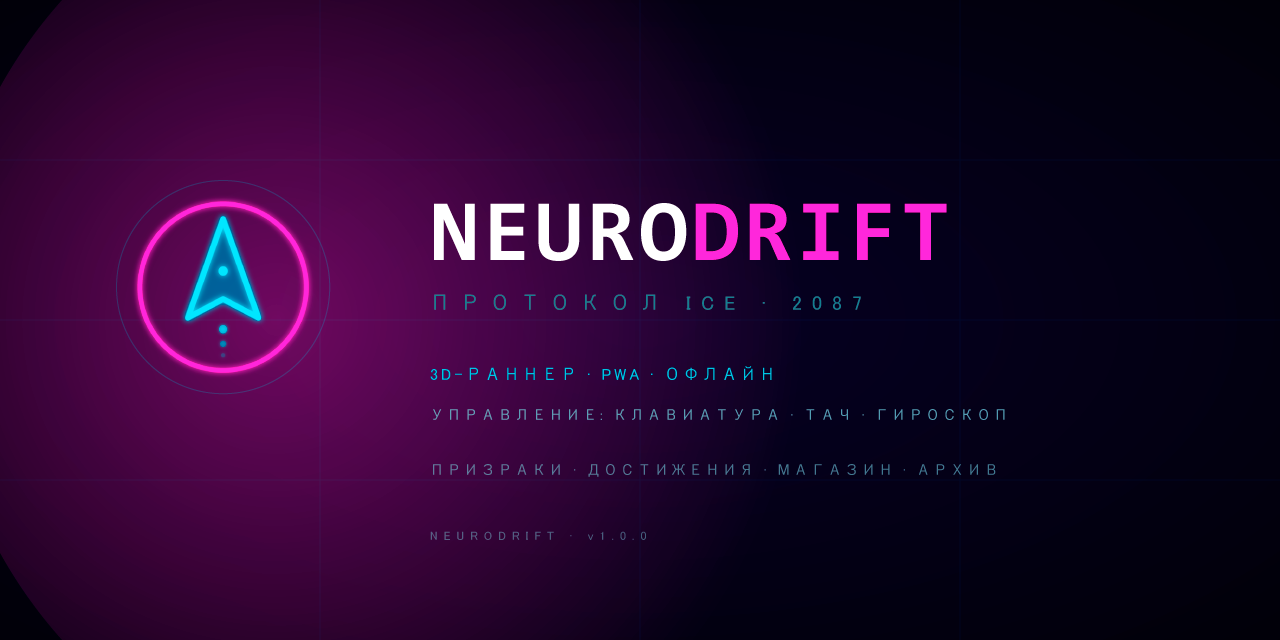 NEURODRIFT
ПРОТОКОЛ ICE · 2087
3D-РАННЕР · PWA · ОФЛАЙН
УПРАВЛЕНИЕ: КЛАВИАТУРА · ТАЧ · ГИРОСКОП
ПРИЗРАКИ · ДОСТИЖЕНИЯ · МАГАЗИН · АРХИВ
NEURODRIFT · v1.0.0